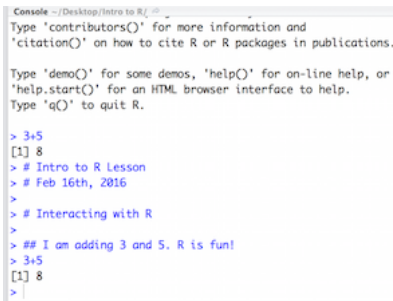 Console ~/Desktop/Intro to R/
Type 'contributors()' for more information and
'citation()' on how to cite R or R packages in publications.
Type 'demo()' for some demos, 'help()' for on-line help, or
'help.start()' for an HTML browser interface to help.
Type 'q()' to quit R.
> 3+5
[1] 8
> # Intro to R Lesson
> # Feb 16th, 2016
>
> # Interacting with R
>
> ## I am adding 3 and 5. R is fun!
> 3+5
[1] 8
>